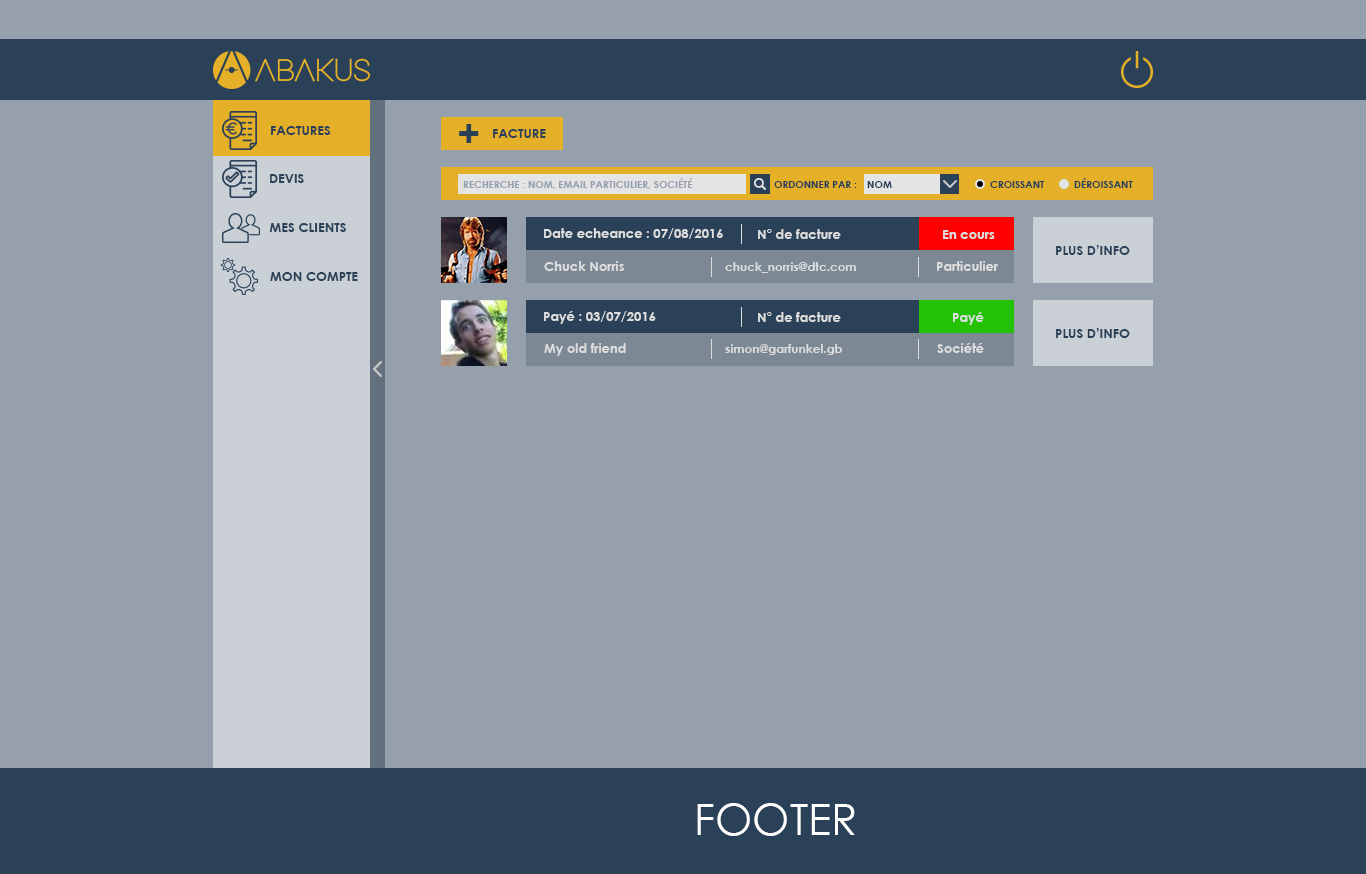 ABAKUS
FACTURES
DEVIS
MES CLIENTS
MON COMPTE
FACTURE
RECHERCHE : NOM, EMAIL PARTICULIER, SOCIÉTÉ
ORDONNER PAR : NOM CROISSANT DÉROISSANT
Date echeance : 07/08/2016 N° de facture En cours
Chuck Norris chuck_norris@dtc.com Particulier
PLUS D'INFO
Payé : 03/07/2016 N° de facture Payé
My old friend simon@garfunkel.gb Société
PLUS D'INFO
FOOTER